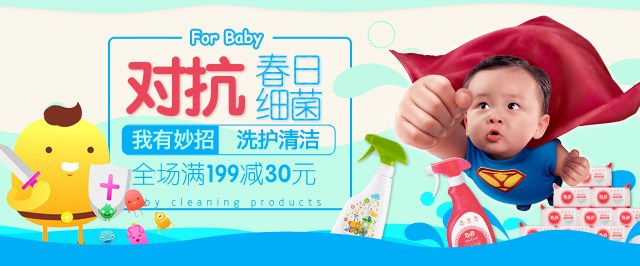 For Baby
对抗 春日细菌
我有妙招 洗护清洁
全场满199减30元
by cleaning products
B&B